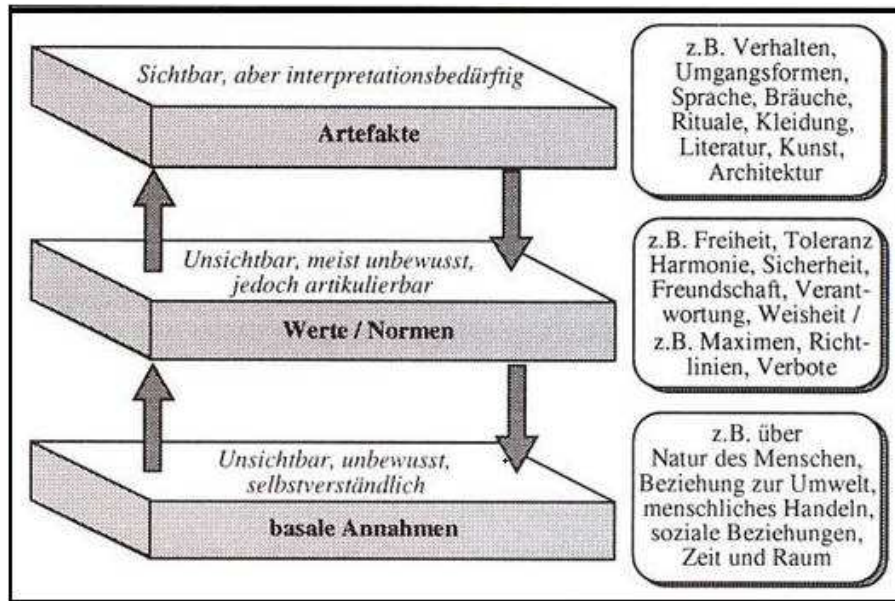 Sichtbar, aber interpretationsbedürftig
Artefakte
z.B. Verhalten,
Umgangsformen,
Sprache, Bräuche,
Rituale, Kleidung,
Literatur, Kunst,
Architektur
Unsichtbar, meist unbewusst,
jedoch artikulierbar
Werte / Normen
z.B. Freiheit, Toleranz
Harmonie, Sicherheit,
Freundschaft, Verant-
wortung, Weisheit /
z.B. Maximen, Richt-
linien, Verbote
Unsichtbar, unbewusst,
selbstverständlich
basale Annahmen
z.B. über
Natur des Menschen,
Beziehung zur Umwelt,
menschliches Handeln,
soziale Beziehungen,
Zeit und Raum